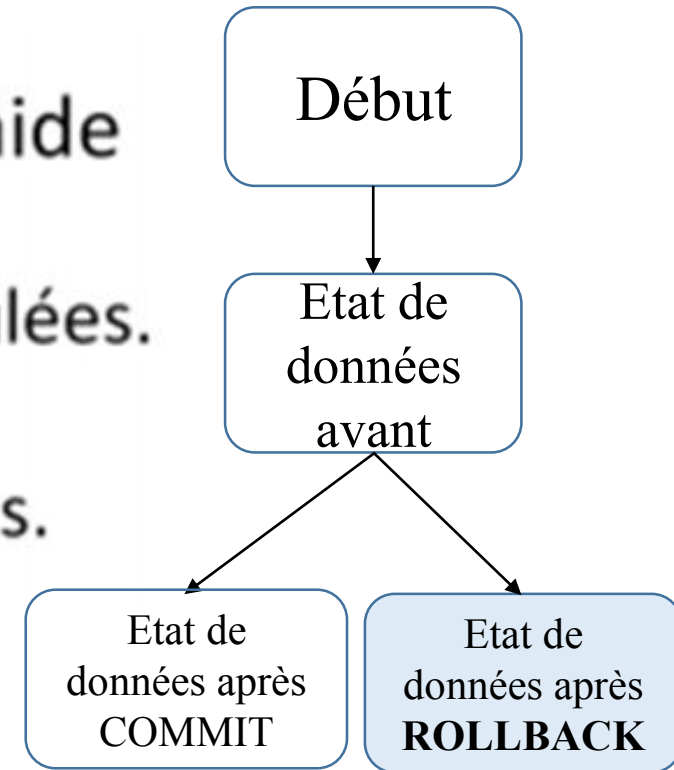 Début
Etat de
données
avant
Etat de
données après
COMMIT
Etat de
données après
ROLLBACK